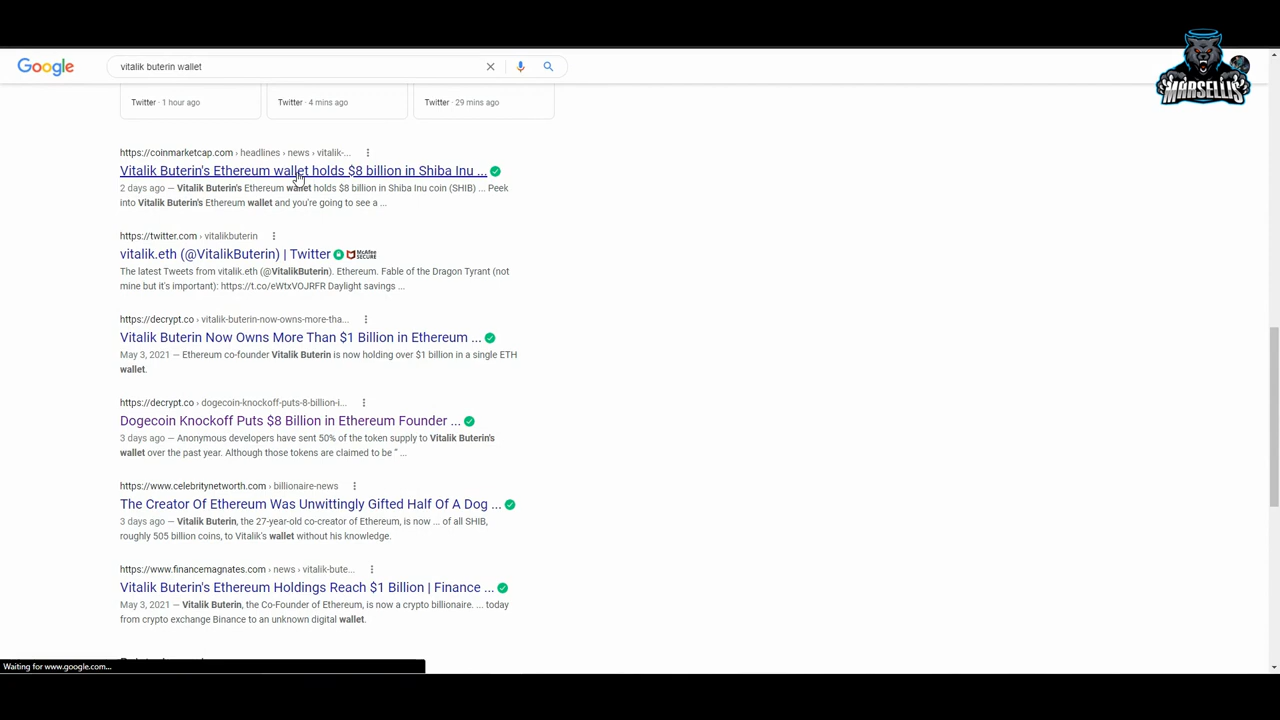 Google
vitalik buterin wallet
MARSELLIS
Twitter · 1 hour ago
Twitter · 4 mins ago
Twitter · 29 mins ago
https://coinmarketcap.com › headlines › news › vitalik-...
Vitalik Buterin's Ethereum wallet holds $8 billion in Shiba Inu ...
2 days ago — Vitalik Buterin's Ethereum wallet holds $8 billion in Shiba Inu coin (SHIB) ... Peek
into Vitalik Buterin's Ethereum wallet and you're going to see a ...
https://twitter.com › vitalikbuterin
vitalik.eth (@VitalikButerin) | Twitter McAfee SECURE
The latest Tweets from vitalik.eth (@VitalikButerin). Ethereum. Fable of the Dragon Tyrant (not
mine but it's important): https://t.co/eWtxVOJRFR Daylight savings ...
https://decrypt.co › vitalik-buterin-now-owns-more-tha...
Vitalik Buterin Now Owns More Than $1 Billion in Ethereum ...
May 3, 2021 — Ethereum co-founder Vitalik Buterin is now holding over $1 billion in a single ETH
wallet.
https://decrypt.co › dogecoin-knockoff-puts-8-billion-i...
Dogecoin Knockoff Puts $8 Billion in Ethereum Founder ...
3 days ago — Anonymous developers have sent 50% of the token supply to Vitalik Buterin's
wallet over the past year. Although those tokens are claimed to be " ...
https://www.celebritynetworth.com › billionaire-news
The Creator Of Ethereum Was Unwittingly Gifted Half Of A Dog ...
3 days ago — Vitalik Buterin, the 27-year-old co-creator of Ethereum, is now ... of all SHIB,
roughly 505 billion coins, to Vitalik's wallet without his knowledge.
https://www.financemagnates.com › news › vitalik-bute...
Vitalik Buterin's Ethereum Holdings Reach $1 Billion | Finance ...
May 3, 2021 — Vitalik Buterin, the Co-Founder of Ethereum, is now a crypto billionaire. ... today
from crypto exchange Binance to an unknown digital wallet.
Waiting for www.google.com...